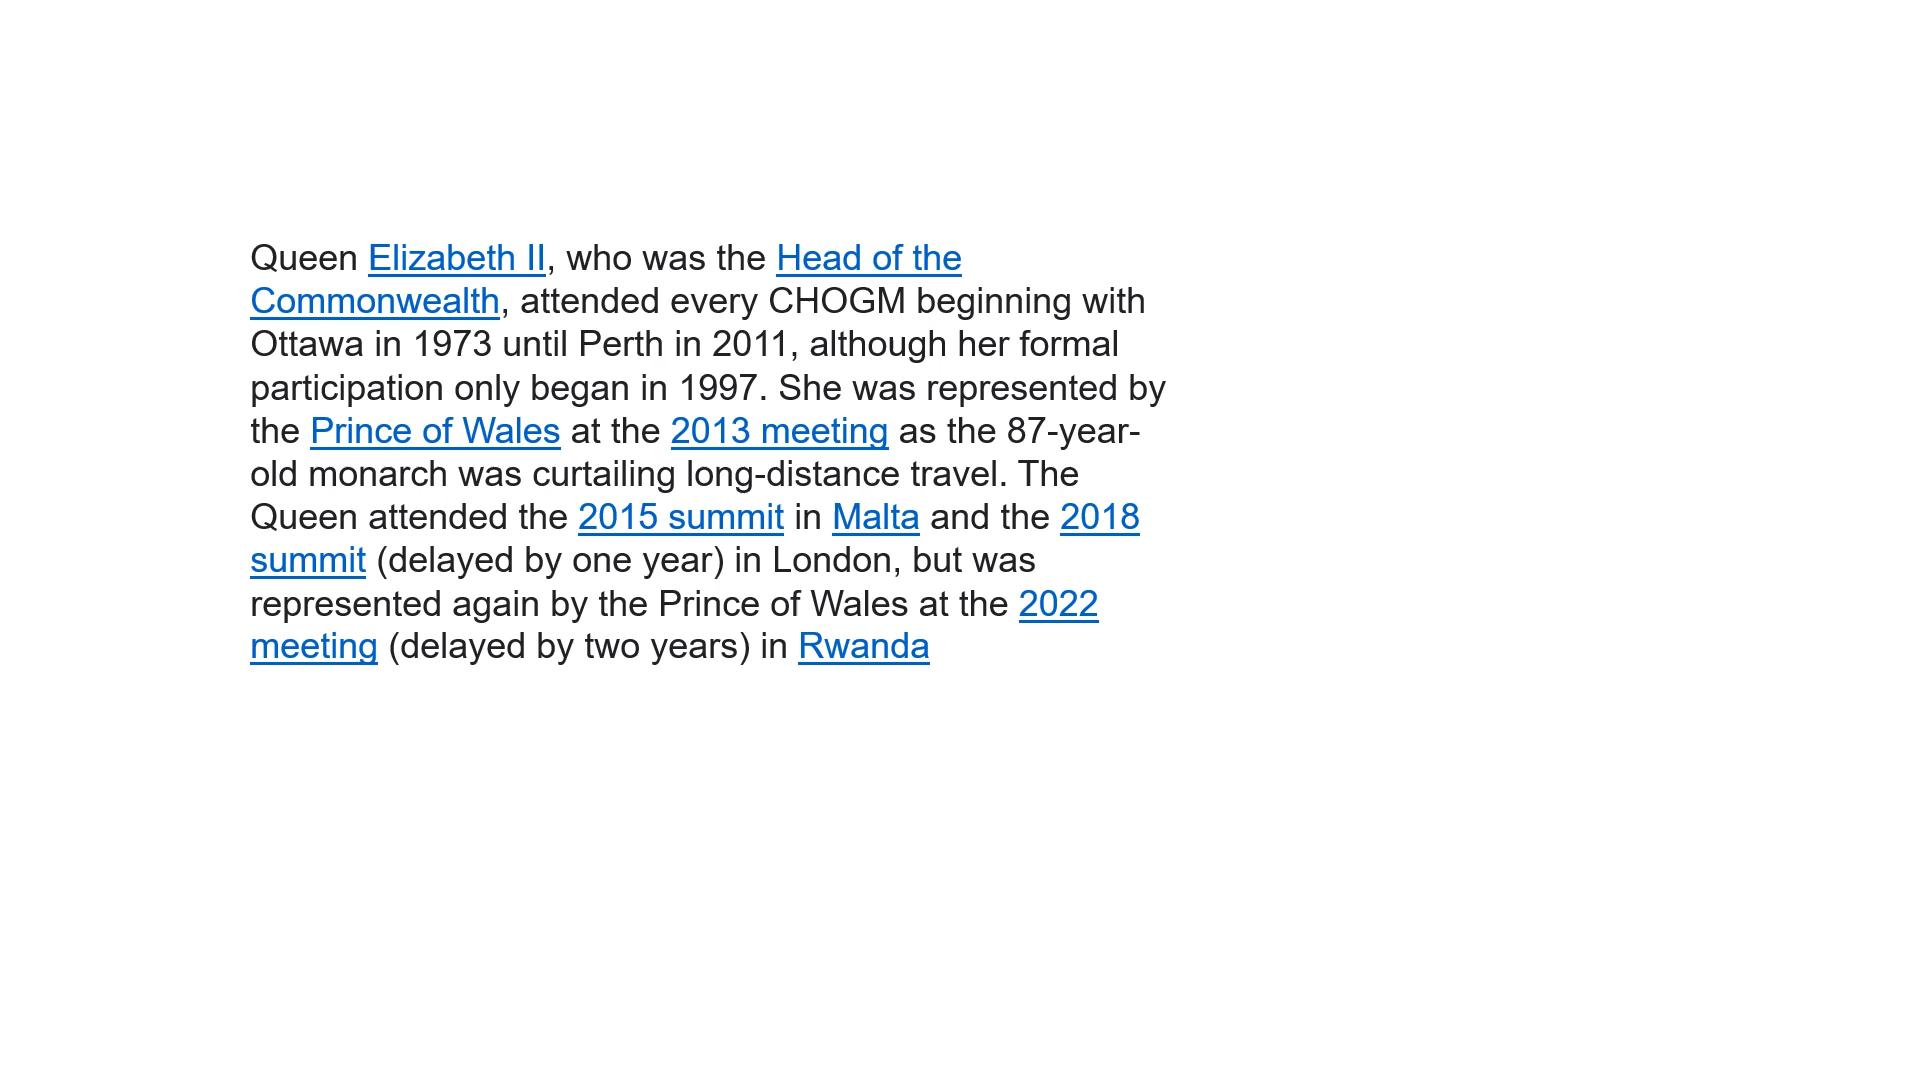 Queen Elizabeth II, who was the Head of the
Commonwealth, attended every CHOGM beginning with
Ottawa in 1973 until Perth in 2011, although her formal
participation only began in 1997. She was represented by
the Prince of Wales at the 2013 meeting as the 87-year-
old monarch was curtailing long-distance travel. The
Queen attended the 2015 summit in Malta and the 2018
summit (delayed by one year) in London, but was
represented again by the Prince of Wales at the 2022
meeting (delayed by two years) in Rwanda